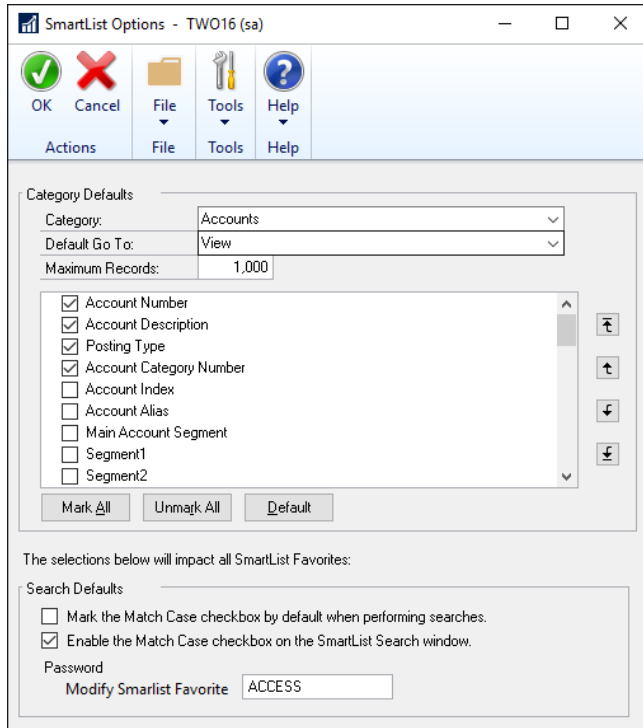 SmartList Options - TWO16 (sa)
OK Cancel File Tools Help
Actions File Tools Help
Category Defaults
Category: Accounts
Default Go To: View
Maximum Records: 1,000
Account Number
Account Description
Posting Type
Account Category Number
Account Index
Account Alias
Main Account Segment
Segment1
Segment2
Mark All Unmark All Default
The selections below will impact all SmartList Favorites:
Search Defaults
Mark the Match Case checkbox by default when performing searches.
Enable the Match Case checkbox on the SmartList Search window.
Password
Modify Smarlist Favorite ACCESS